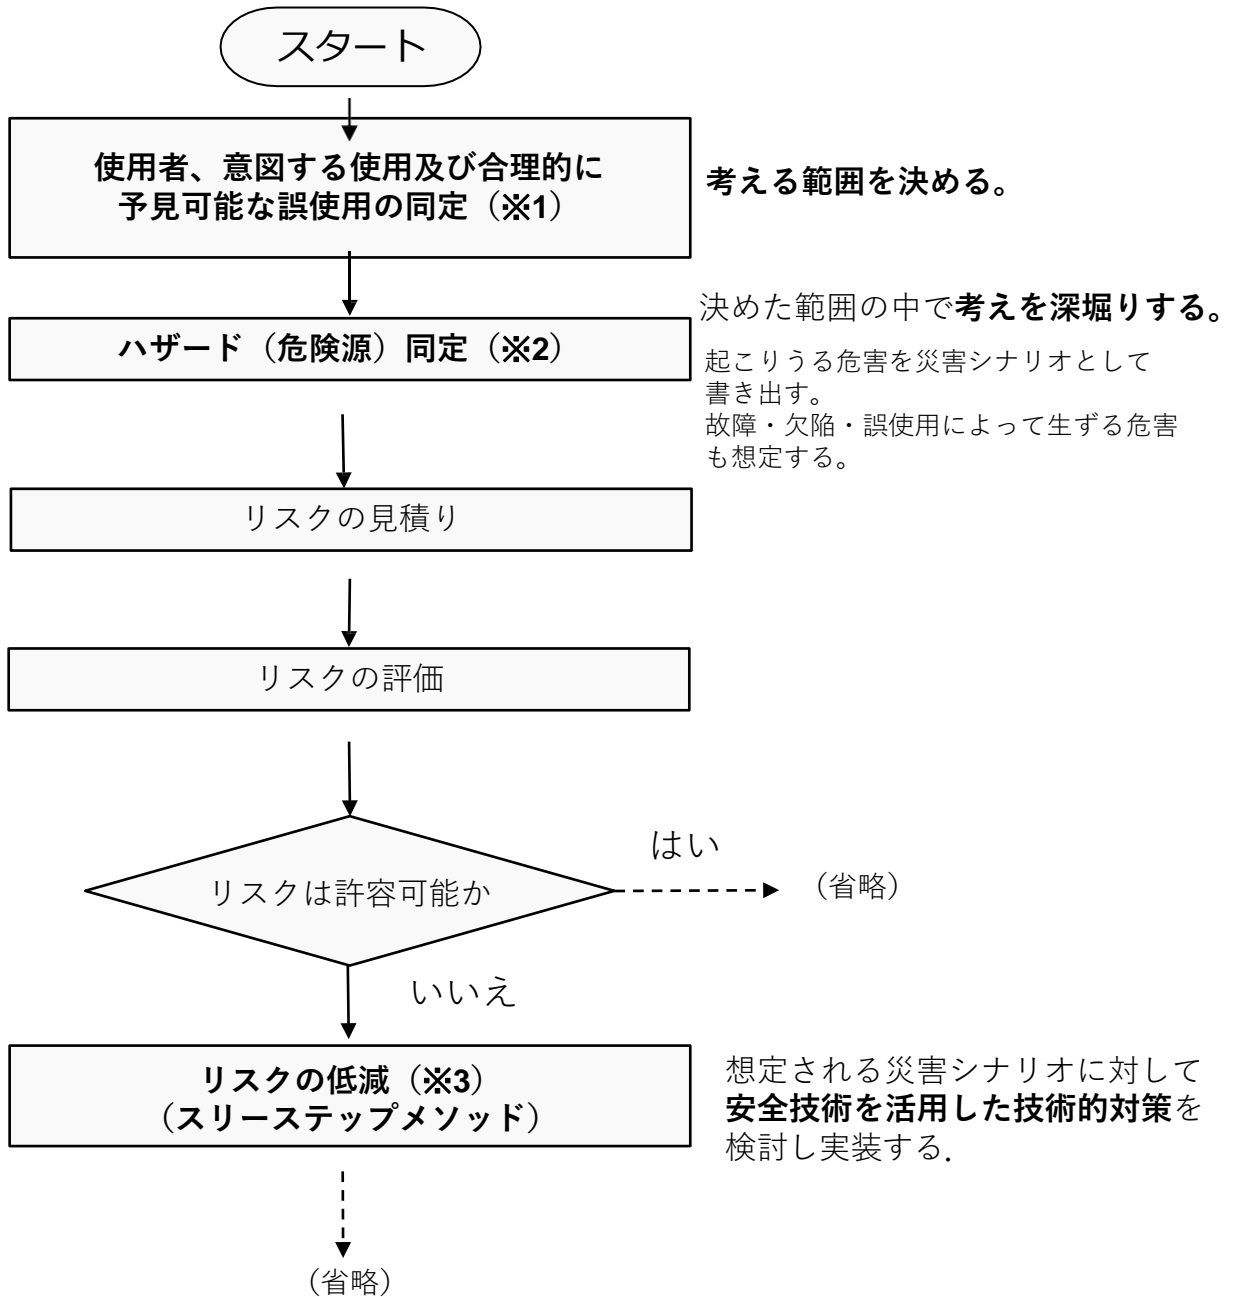 スタート
使用者、意図する使用及び合理的に
予見可能な誤使用の同定（※1）
考える範囲を決める。
決めた範囲の中で考えを深堀りする。
ハザード（危険源）同定（※2）
起こりうる危害を災害シナリオとして
書き出す。
故障・欠陥・誤使用によって生ずる危害
も想定する。
リスクの見積り
リスクの評価
はい
リスクは許容可能か
（省略）
いいえ
リスクの低減（※3）
（スリーステップメソッド）
想定される災害シナリオに対して
安全技術を活用した技術的対策を
検討し実装する.
（省略）